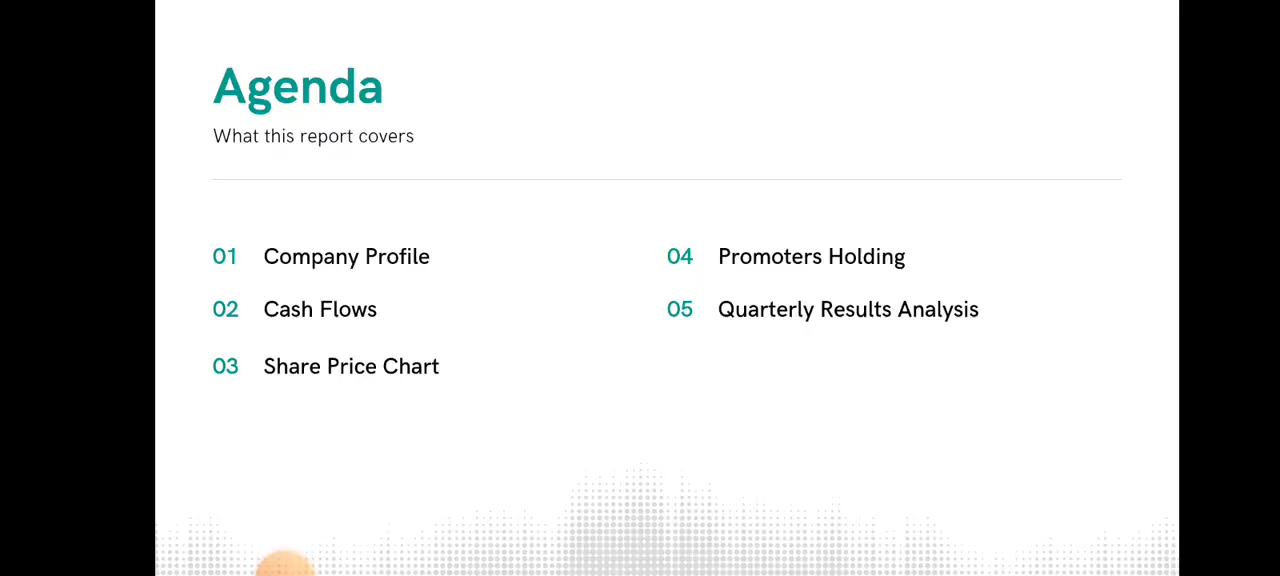 Agenda
What this report covers
01 Company Profile
02 Cash Flows
03 Share Price Chart
04 Promoters Holding
05 Quarterly Results Analysis